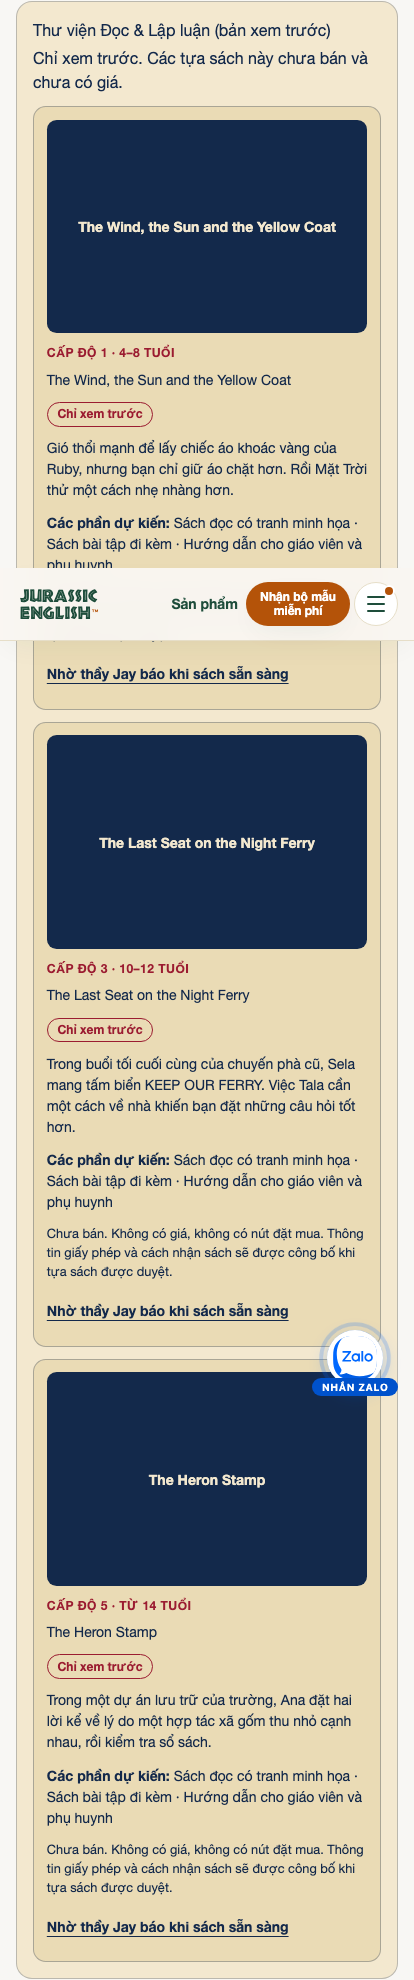 Thư viện Đọc & Lập luận (bản xem trước)
Chỉ xem trước. Các tựa sách này chưa bán và
chưa có giá.
The Wind, the Sun and the Yellow Coat
CẤP ĐỘ 1 · 4–8 TUỔI
The Wind, the Sun and the Yellow Coat
Chỉ xem trước
Gió thổi mạnh để lấy chiếc áo khoác vàng của
Ruby, nhưng bạn chỉ giữ áo chặt hơn. Rồi Mặt Trời
thử một cách nhẹ nhàng hơn.
Các phần dự kiến: Sách đọc có tranh minh họa ·
Sách bài tập đi kèm · Hướng dẫn cho giáo viên và
phụ huynh
JURASSIC
ENGLISH™
Sản phẩm
Nhận bộ mẫu
miễn phí
Nhờ thầy Jay báo khi sách sẵn sàng
The Last Seat on the Night Ferry
CẤP ĐỘ 3 · 10–12 TUỔI
The Last Seat on the Night Ferry
Chỉ xem trước
Trong buổi tối cuối cùng của chuyến phà cũ, Sela
mang tấm biển KEEP OUR FERRY. Việc Tala cần
một cách về nhà khiến bạn đặt những câu hỏi tốt
hơn.
Các phần dự kiến: Sách đọc có tranh minh họa ·
Sách bài tập đi kèm · Hướng dẫn cho giáo viên và
phụ huynh
Chưa bán. Không có giá, không có nút đặt mua. Thông
tin giấy phép và cách nhận sách sẽ được công bố khi
tựa sách được duyệt.
Nhờ thầy Jay báo khi sách sẵn sàng
Zalo
NHẮN ZALO
The Heron Stamp
CẤP ĐỘ 5 · TỪ 14 TUỔI
The Heron Stamp
Chỉ xem trước
Trong một dự án lưu trữ của trường, Ana đặt hai
lời kể về lý do một hợp tác xã gốm thu nhỏ cạnh
nhau, rồi kiểm tra sổ sách.
Các phần dự kiến: Sách đọc có tranh minh họa ·
Sách bài tập đi kèm · Hướng dẫn cho giáo viên và
phụ huynh
Chưa bán. Không có giá, không có nút đặt mua. Thông
tin giấy phép và cách nhận sách sẽ được công bố khi
tựa sách được duyệt.
Nhờ thầy Jay báo khi sách sẵn sàng